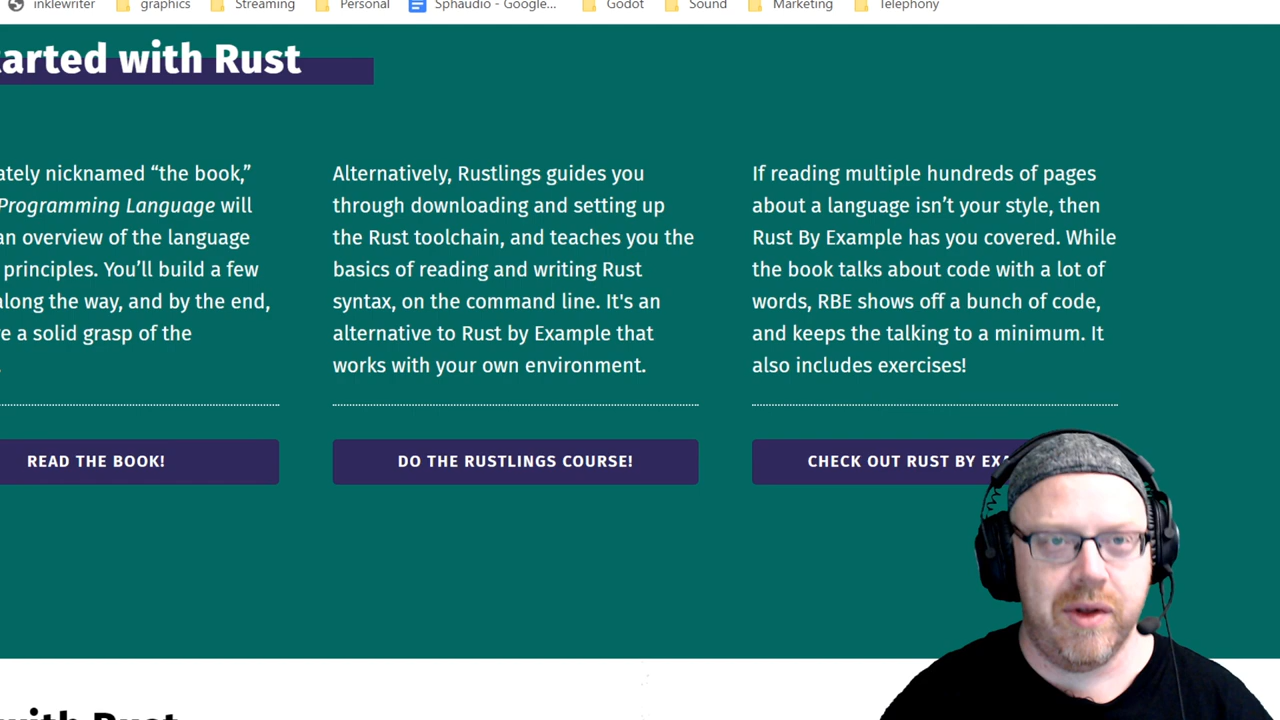 inklewriter graphics Streaming Personal Sphaudio - Google... Godot Sound Marketing Telephony
arted with Rust
ately nicknamed “the book,”
Programming Language will
an overview of the language
principles. You’ll build a few
along the way, and by the end,
e a solid grasp of the
READ THE BOOK!
Alternatively, Rustlings guides you
through downloading and setting up
the Rust toolchain, and teaches you the
basics of reading and writing Rust
syntax, on the command line. It's an
alternative to Rust by Example that
works with your own environment.
DO THE RUSTLINGS COURSE!
If reading multiple hundreds of pages
about a language isn’t your style, then
Rust By Example has you covered. While
the book talks about code with a lot of
words, RBE shows off a bunch of code,
and keeps the talking to a minimum. It
also includes exercises!
CHECK OUT RUST BY EXA
with Rust